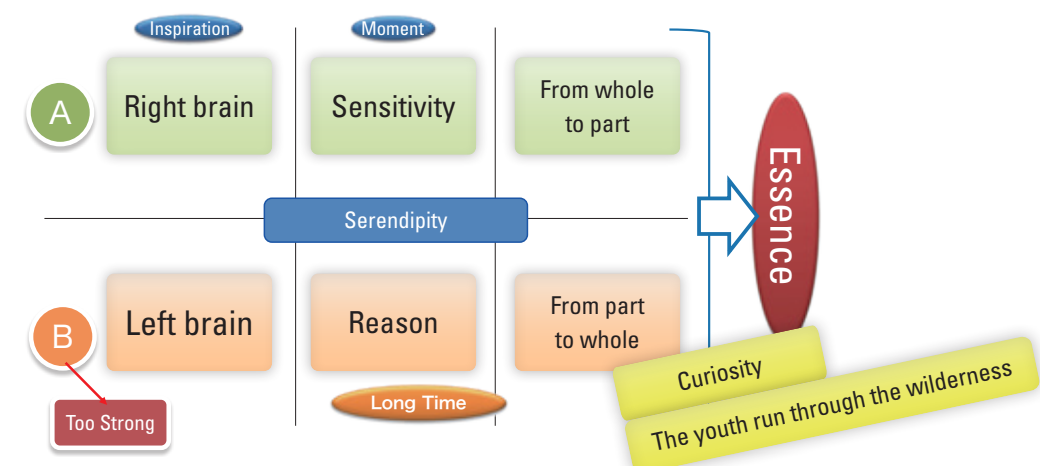 Inspiration
Moment
A
Right brain
Sensitivity
From whole
to part
Serendipity
Essence
B
Left brain
Reason
From part
to whole
Too Strong
Long Time
Curiosity
The youth run through the wilderness